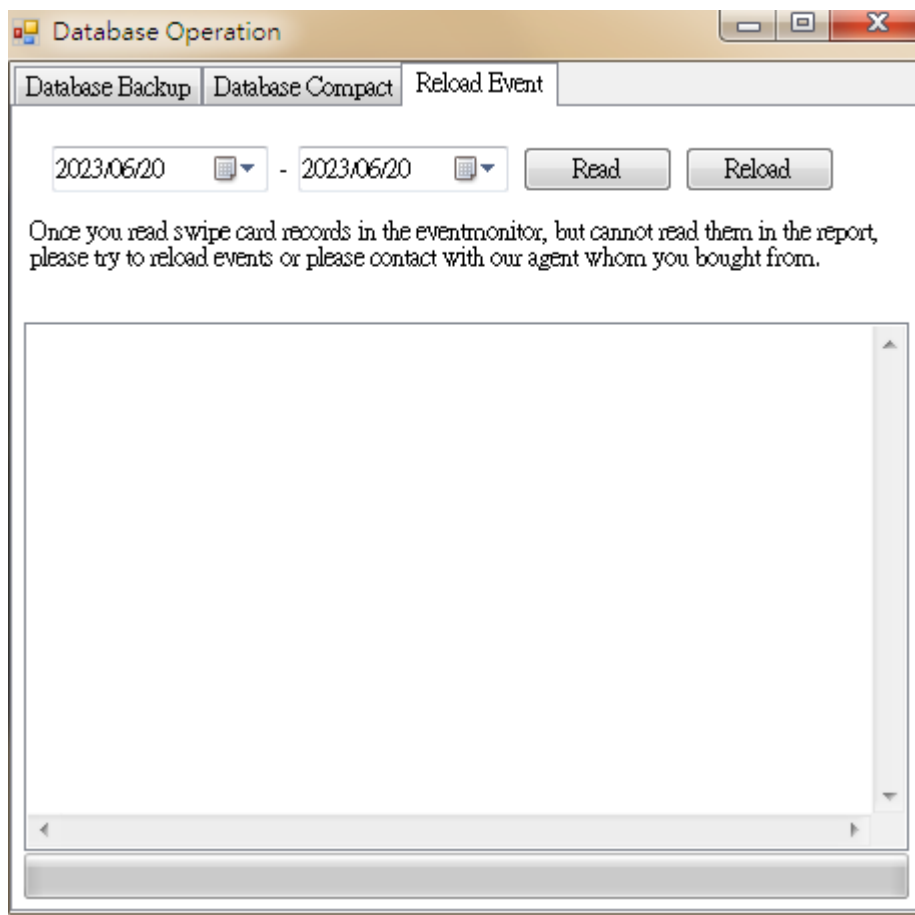 Database Operation
Database Backup Database Compact Reload Event
2023/06/20 - 2023/06/20 Read Reload
Once you read swipe card records in the eventmonitor, but cannot read them in the report,
please try to reload events or please contact with our agent whom you bought from.